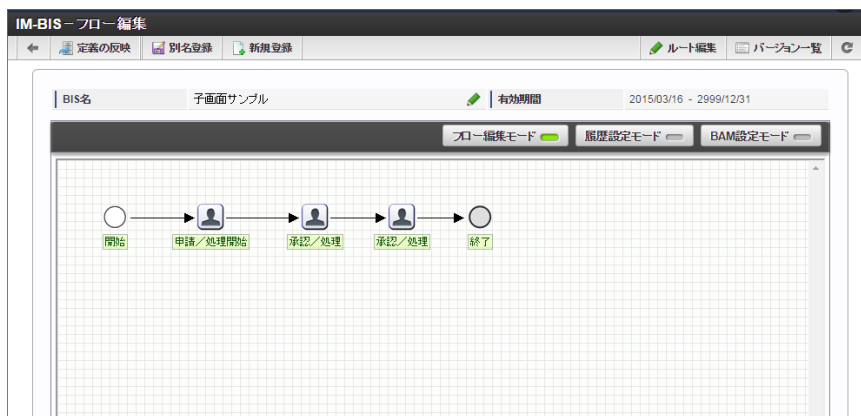 IM-BIS－フロー編集
定義の反映 別名登録 新規登録 ルート編集 バージョン一覧
BIS名 子画面サンプル 有効期間 2015/03/16 - 2999/12/31
フロー編集モード 履歴設定モード BAM設定モード
開始 申請／処理開始 承認／処理 承認／処理 終了